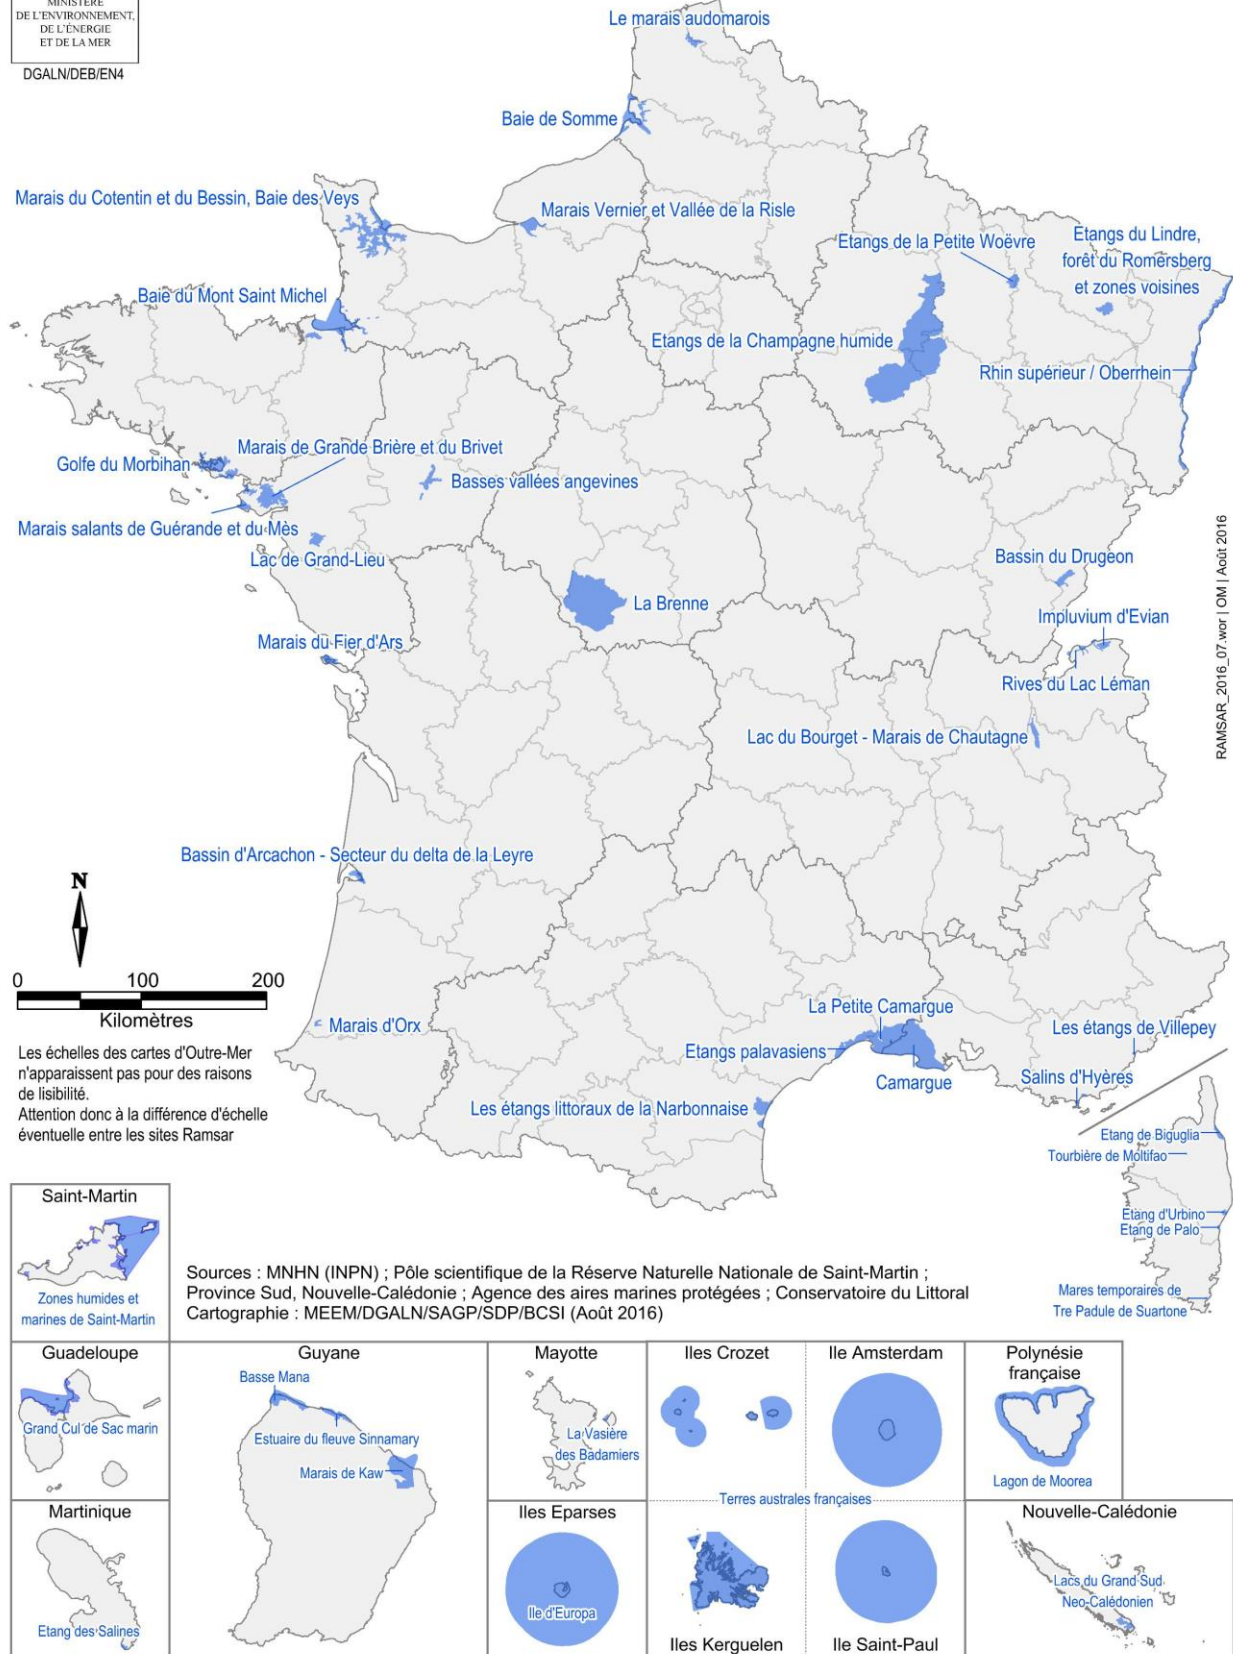 MINISTÈRE
DE L'ENVIRONNEMENT,
DE L'ÉNERGIE
ET DE LA MER
DGALN/DEB/EN4
Le marais audomarois
Baie de Somme
Marais du Cotentin et du Bessin, Baie des Veys
Marais Vernier et Vallée de la Risle
Etangs de la Petite Woëvre
Etangs du Lindre,
forêt du Romersberg
et zones voisines
Baie du Mont Saint Michel
Etangs de la Champagne humide
Rhin supérieur / Oberrhein
Marais de Grande Brière et du Brivet
Golfe du Morbihan
Basses vallées angevines
Marais salants de Guérande et du Mès
Lac de Grand-Lieu
Bassin du Drugeon
La Brenne
Impluvium d'Evian
Marais du Fier d'Ars
Rives du Lac Léman
Lac du Bourget - Marais de Chautagne
RAMSAR_2016_07.wor | OM | Août 2016
Bassin d'Arcachon - Secteur du delta de la Leyre
N
0 100 200
Kilomètres
Les échelles des cartes d'Outre-Mer
n'apparaissent pas pour des raisons
de lisibilité.
Attention donc à la différence d'échelle
éventuelle entre les sites Ramsar
Marais d'Orx
La Petite Camargue
Les étangs de Villepey
Etangs palavasiens
Camargue
Salins d'Hyères
Les étangs littoraux de la Narbonnaise
Etang de Biguglia
Tourbière de Moltifao
Etang d'Urbino
Etang de Palo
Mares temporaires de
Tre Padule de Suartone
Saint-Martin
Zones humides et
marines de Saint-Martin
Sources : MNHN (INPN) ; Pôle scientifique de la Réserve Naturelle Nationale de Saint-Martin ;
Province Sud, Nouvelle-Calédonie ; Agence des aires marines protégées ; Conservatoire du Littoral
Cartographie : MEEM/DGALN/SAGP/SDP/BCSI (Août 2016)
Guadeloupe
Grand Cul de Sac marin
Guyane
Basse Mana
Estuaire du fleuve Sinnamary
Marais de Kaw
Mayotte
La Vasière
des Badamiers
Iles Crozet
Ile Amsterdam
Terres australes françaises
Polynésie
française
Lagon de Moorea
Martinique
Etang des Salines
Iles Eparses
Ile d'Europa
Iles Kerguelen
Ile Saint-Paul
Nouvelle-Calédonie
Lacs du Grand Sud
Neo-Calédonien